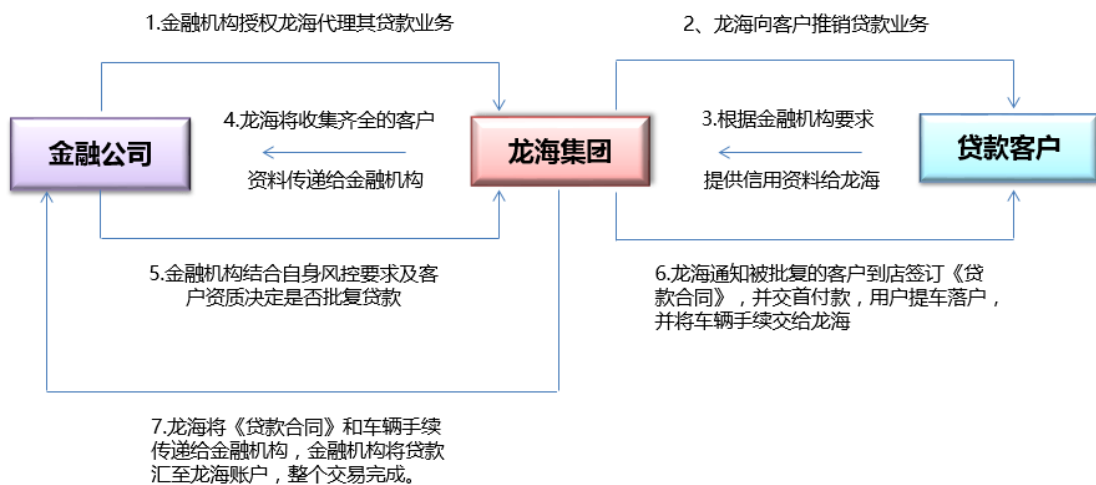 1.金融机构授权龙海代理其贷款业务
2、龙海向客户推销贷款业务
4.龙海将收集齐全的客户
资料传递给金融机构
3.根据金融机构要求
提供信用资料给龙海
金融公司
龙海集团
贷款客户
5.金融机构结合自身风控要求及客
户资质决定是否批复贷款
6.龙海通知被批复的客户到店签订《贷
款合同》，并交首付款，用户提车落户，
并将车辆手续交给龙海
7.龙海将《贷款合同》和车辆手续
传递给金融机构，金融机构将贷款
汇至龙海账户，整个交易完成。